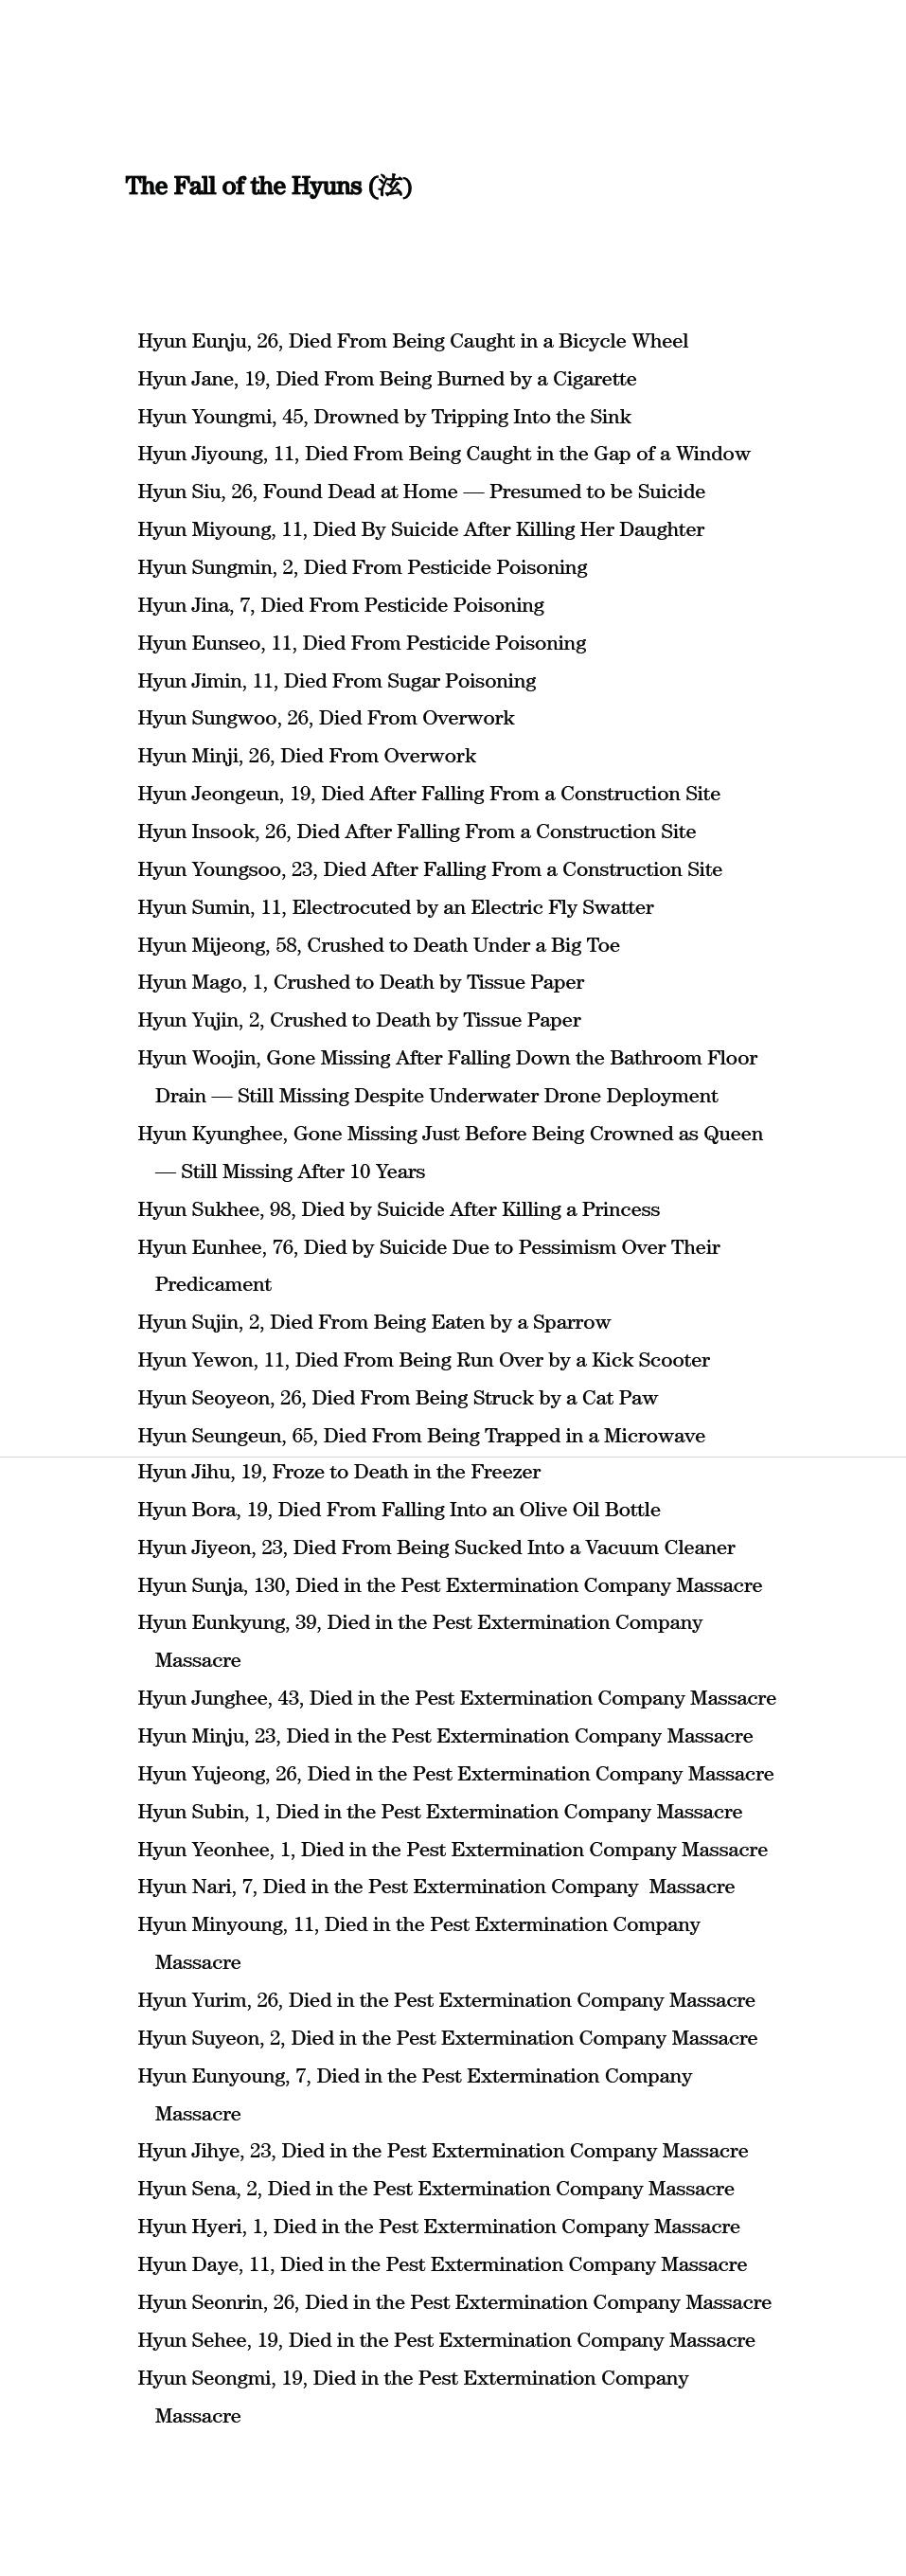 The Fall of the Hyuns (泫)
Hyun Eunju, 26, Died From Being Caught in a Bicycle Wheel
Hyun Jane, 19, Died From Being Burned by a Cigarette
Hyun Youngmi, 45, Drowned by Tripping Into the Sink
Hyun Jiyoung, 11, Died From Being Caught in the Gap of a Window
Hyun Siu, 26, Found Dead at Home — Presumed to be Suicide
Hyun Miyoung, 11, Died By Suicide After Killing Her Daughter
Hyun Sungmin, 2, Died From Pesticide Poisoning
Hyun Jina, 7, Died From Pesticide Poisoning
Hyun Eunseo, 11, Died From Pesticide Poisoning
Hyun Jimin, 11, Died From Sugar Poisoning
Hyun Sungwoo, 26, Died From Overwork
Hyun Minji, 26, Died From Overwork
Hyun Jeongeun, 19, Died After Falling From a Construction Site
Hyun Insook, 26, Died After Falling From a Construction Site
Hyun Youngsoo, 23, Died After Falling From a Construction Site
Hyun Sumin, 11, Electrocuted by an Electric Fly Swatter
Hyun Mijeong, 58, Crushed to Death Under a Big Toe
Hyun Mago, 1, Crushed to Death by Tissue Paper
Hyun Yujin, 2, Crushed to Death by Tissue Paper
Hyun Woojin, Gone Missing After Falling Down the Bathroom Floor
Drain — Still Missing Despite Underwater Drone Deployment
Hyun Kyunghee, Gone Missing Just Before Being Crowned as Queen
— Still Missing After 10 Years
Hyun Sukhee, 98, Died by Suicide After Killing a Princess
Hyun Eunhee, 76, Died by Suicide Due to Pessimism Over Their
Predicament
Hyun Sujin, 2, Died From Being Eaten by a Sparrow
Hyun Yewon, 11, Died From Being Run Over by a Kick Scooter
Hyun Seoyeon, 26, Died From Being Struck by a Cat Paw
Hyun Seungeun, 65, Died From Being Trapped in a Microwave
Hyun Jihu, 19, Froze to Death in the Freezer
Hyun Bora, 19, Died From Falling Into an Olive Oil Bottle
Hyun Jiyeon, 23, Died From Being Sucked Into a Vacuum Cleaner
Hyun Sunja, 130, Died in the Pest Extermination Company Massacre
Hyun Eunkyung, 39, Died in the Pest Extermination Company
Massacre
Hyun Junghee, 43, Died in the Pest Extermination Company Massacre
Hyun Minju, 23, Died in the Pest Extermination Company Massacre
Hyun Yujeong, 26, Died in the Pest Extermination Company Massacre
Hyun Subin, 1, Died in the Pest Extermination Company Massacre
Hyun Yeonhee, 1, Died in the Pest Extermination Company Massacre
Hyun Nari, 7, Died in the Pest Extermination Company  Massacre
Hyun Minyoung, 11, Died in the Pest Extermination Company
Massacre
Hyun Yurim, 26, Died in the Pest Extermination Company Massacre
Hyun Suyeon, 2, Died in the Pest Extermination Company Massacre
Hyun Eunyoung, 7, Died in the Pest Extermination Company
Massacre
Hyun Jihye, 23, Died in the Pest Extermination Company Massacre
Hyun Sena, 2, Died in the Pest Extermination Company Massacre
Hyun Hyeri, 1, Died in the Pest Extermination Company Massacre
Hyun Daye, 11, Died in the Pest Extermination Company Massacre
Hyun Seonrin, 26, Died in the Pest Extermination Company Massacre
Hyun Sehee, 19, Died in the Pest Extermination Company Massacre
Hyun Seongmi, 19, Died in the Pest Extermination Company
Massacre